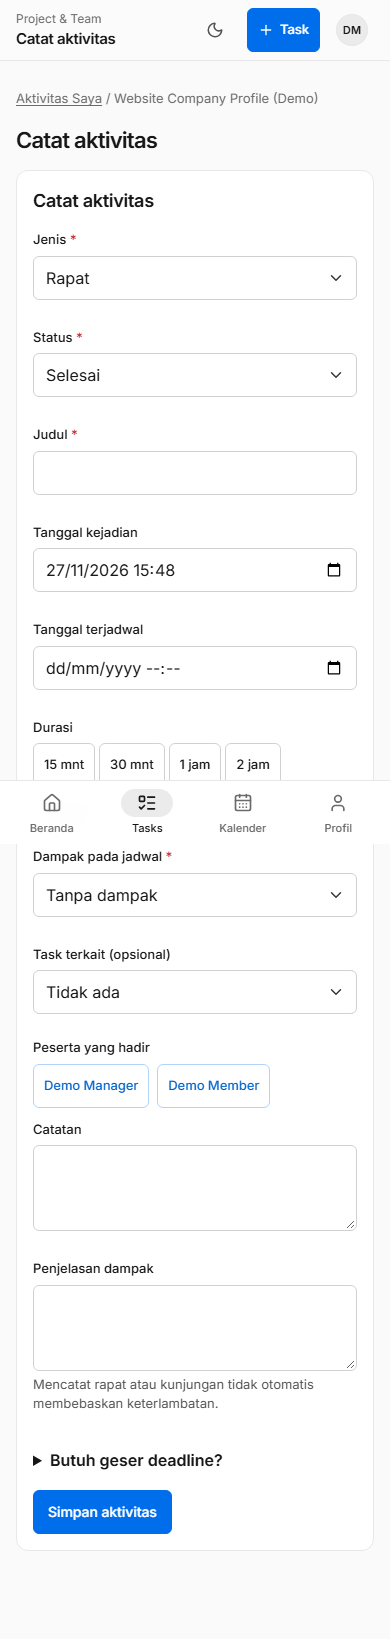 Project & Team
Catat aktivitas
+ Task
DM
Aktivitas Saya / Website Company Profile (Demo)
Catat aktivitas
Catat aktivitas
Jenis *
Rapat
Status *
Selesai
Judul *
Tanggal kejadian
27/11/2026 15:48
Tanggal terjadwal
dd/mm/yyyy --:--
Durasi
15 mnt
30 mnt
1 jam
2 jam
Beranda
Tasks
Kalender
Profil
Dampak pada jadwal *
Tanpa dampak
Task terkait (opsional)
Tidak ada
Peserta yang hadir
Demo Manager
Demo Member
Catatan
Penjelasan dampak
Mencatat rapat atau kunjungan tidak otomatis
membebaskan keterlambatan.
Butuh geser deadline?
Simpan aktivitas